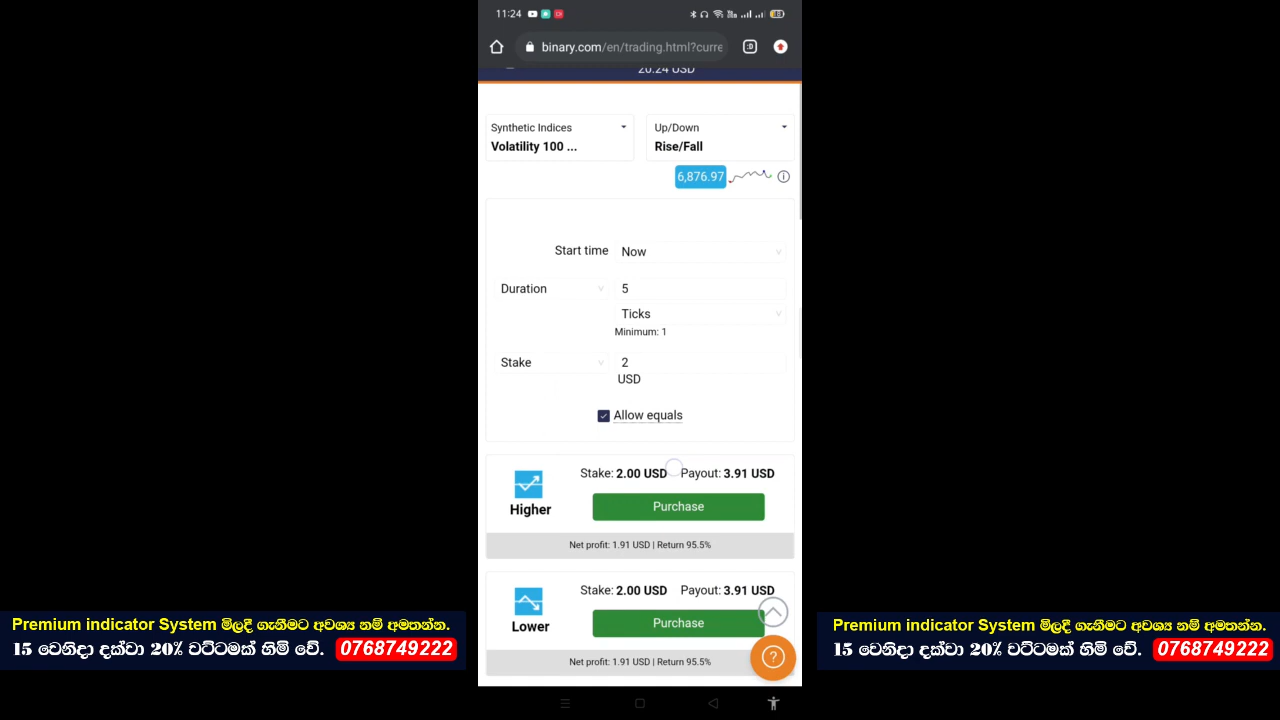 11:24
binary.com/en/trading.html?curre
:D
20.24 USD
Synthetic Indices
Volatility 100 ...
Up/Down
Rise/Fall
6,876.97
Start time
Now
Duration
5
Ticks
Minimum: 1
Stake
2
USD
Allow equals
Stake: 2.00 USD Payout: 3.91 USD
Higher
Purchase
Net profit: 1.91 USD | Return 95.5%
Stake: 2.00 USD Payout: 3.91 USD
Lower
Purchase
Net profit: 1.91 USD | Return 95.5%
Premium indicator System මිලදී ගැනීමට අවශ්‍ය නම් අමතන්න.
15 වෙනිදා දක්වා 20% වට්ටමක් හිමි වේ. 0768749222
Premium indicator System මිලදී ගැනීමට අවශ්‍ය නම් අමතන්න.
15 වෙනිදා දක්වා 20% වට්ටමක් හිමි වේ. 0768749222